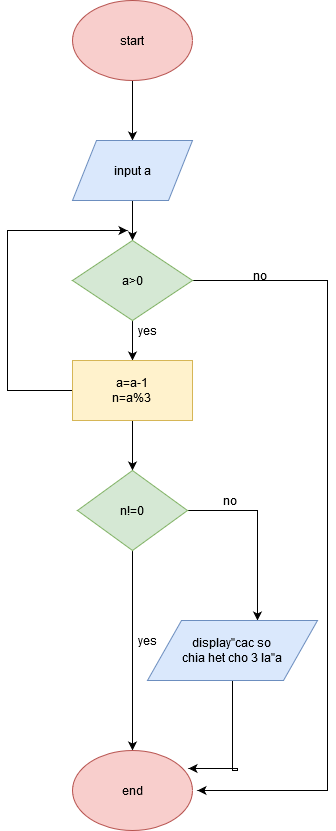 start
input a
a>0
no
yes
a=a-1
n=a%3
n!=0
no
yes
display"cac so
chia het cho 3 la"a
end